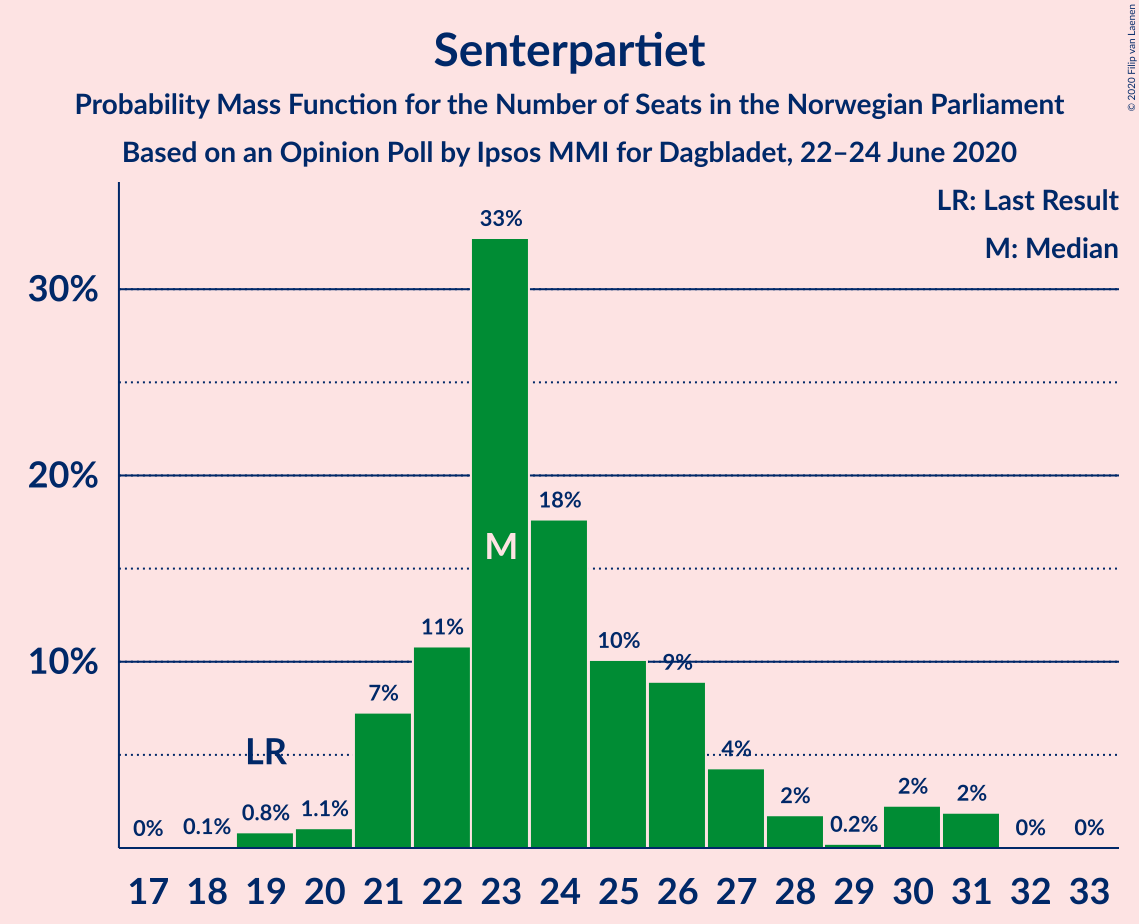 Senterpartiet
Probability Mass Function for the Number of Seats in the Norwegian Parliament
Based on an Opinion Poll by Ipsos MMI for Dagbladet, 22–24 June 2020
© 2020 Filip van Laenen
LR: Last Result
M: Median
30%
20%
10%
0%
0.1%
0.8%
1.1%
7%
11%
33%
18%
10%
9%
4%
2%
0.2%
2%
2%
0%
0%
LR
M
17 18 19 20 21 22 23 24 25 26 27 28 29 30 31 32 33